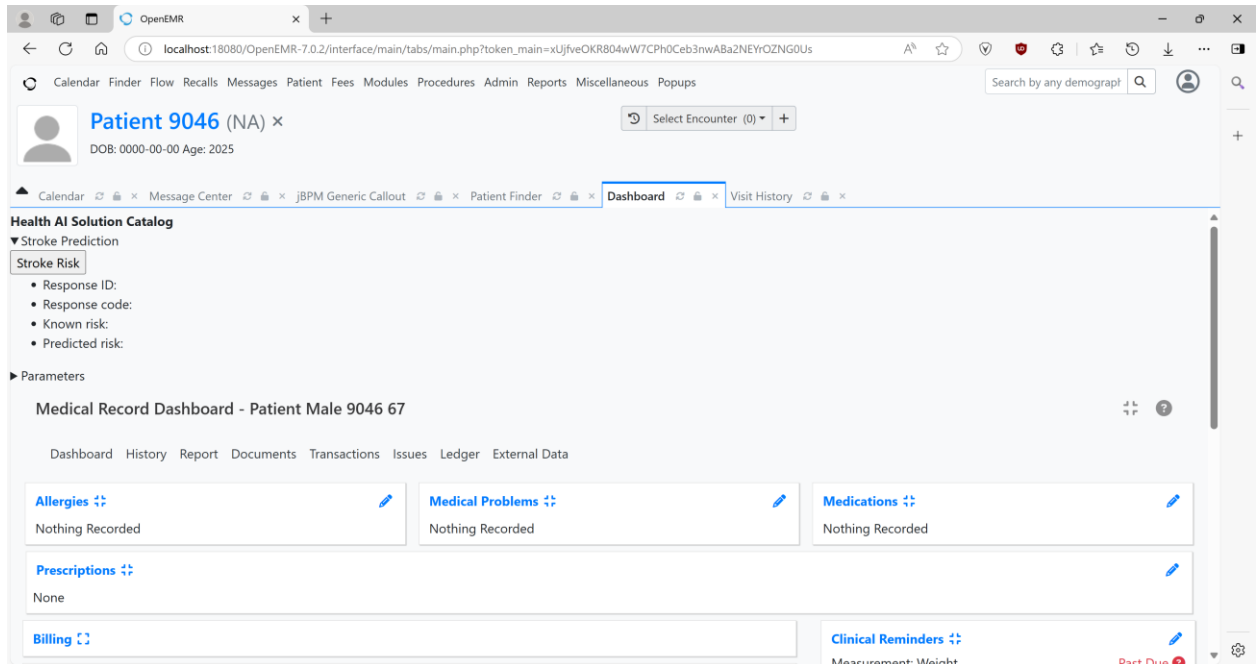 OpenEMR
localhost:18080/OpenEMR-7.0.2/interface/main/tabs/main.php?token_main=xUjfveOKR804wW7CPh0Ceb3nwABa2NEYrOZNG0Us
Calendar Finder Flow Recalls Messages Patient Fees Modules Procedures Admin Reports Miscellaneous Popups
Search by any demograph
Patient 9046 (NA)
Select Encounter (0)
DOB: 0000-00-00 Age: 2025
Calendar Message Center jBPM Generic Callout Patient Finder Dashboard Visit History
Health AI Solution Catalog
Stroke Prediction
Stroke Risk
• Response ID:
• Response code:
• Known risk:
• Predicted risk:
Parameters
Medical Record Dashboard - Patient Male 9046 67
Dashboard History Report Documents Transactions Issues Ledger External Data
Allergies Medical Problems Medications
Nothing Recorded Nothing Recorded Nothing Recorded
Prescriptions
None
Billing Clinical Reminders
Measurement: Weight Past Due